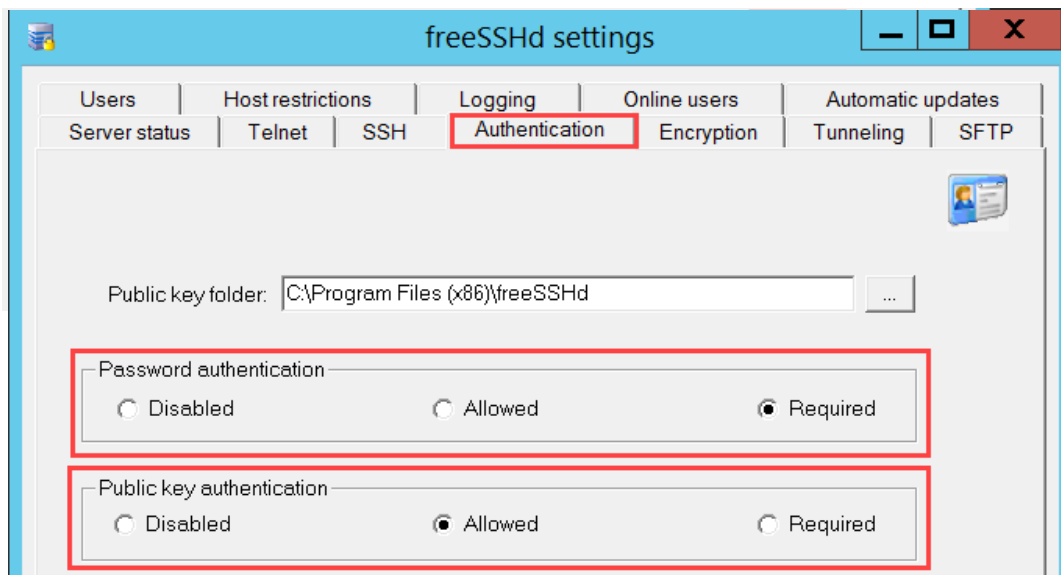 freeSSHd settings
Users Host restrictions Logging Online users Automatic updates
Server status Telnet SSH Authentication Encryption Tunneling SFTP
Public key folder: C:\Program Files (x86)\freeSSHd ...
Password authentication
Disabled Allowed Required
Public key authentication
Disabled Allowed Required